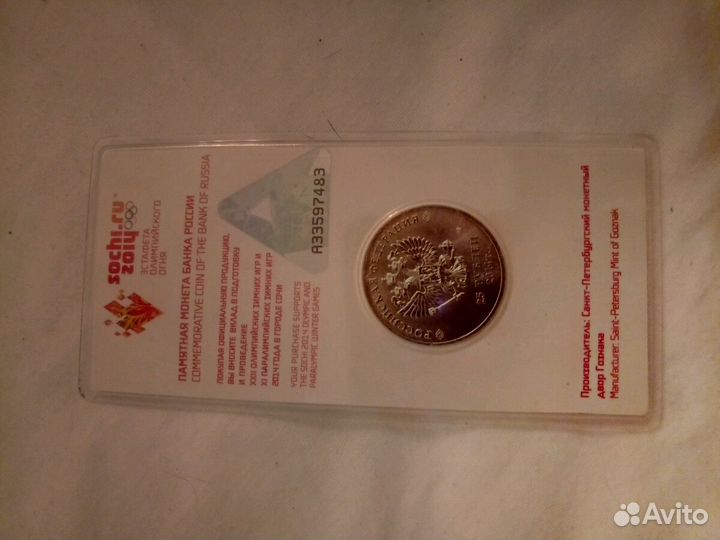 sochi.ru
2014
ЭСТАФЕТА
ОЛИМПИЙСКОГО
ОГНЯ
ПАМЯТНАЯ МОНЕТА БАНКА РОССИИ
COMMEMORATIVE COIN OF THE BANK OF RUSSIA
ПОКУПАЯ ОФИЦИАЛЬНУЮ ПРОДУКЦИЮ,
ВЫ ВНОСИТЕ ВКЛАД В ПОДГОТОВКУ
И ПРОВЕДЕНИЕ
XXII ОЛИМПИЙСКИХ ЗИМНИХ ИГР И
XI ПАРАЛИМПИЙСКИХ ЗИМНИХ ИГР
2014 ГОДА В ГОРОДЕ СОЧИ
YOUR PURCHASE SUPPORTS
THE SOCHI 2014 OLYMPIC AND
PARALYMPIC WINTER GAMES
A33597483
РОССИЙСКАЯ ФЕДЕРАЦИЯ
25 РУБЛЕЙ
Производитель: Санкт-Петербургский монетный
двор Гознака
Manufacturer: Saint-Petersburg Mint of Goznak
Avito